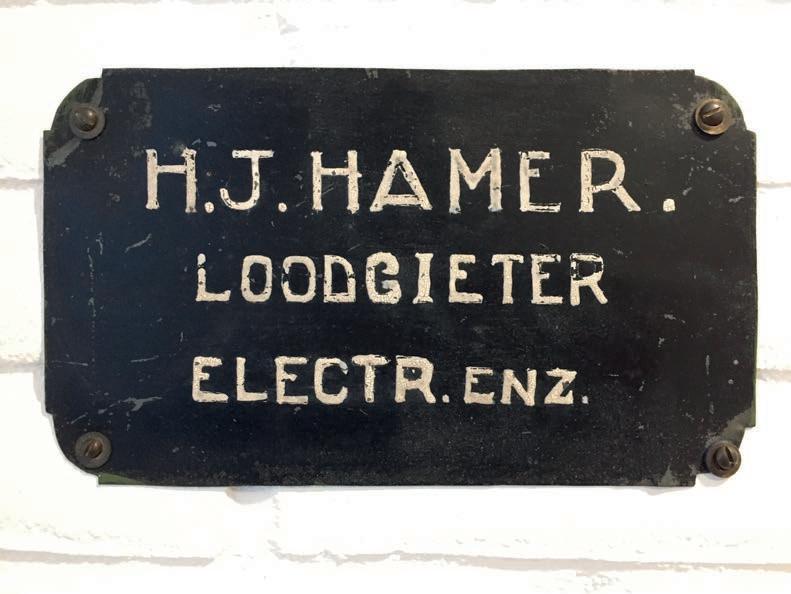 H.J. HAMER.
LOODGIETER
ELECTR. ENZ.